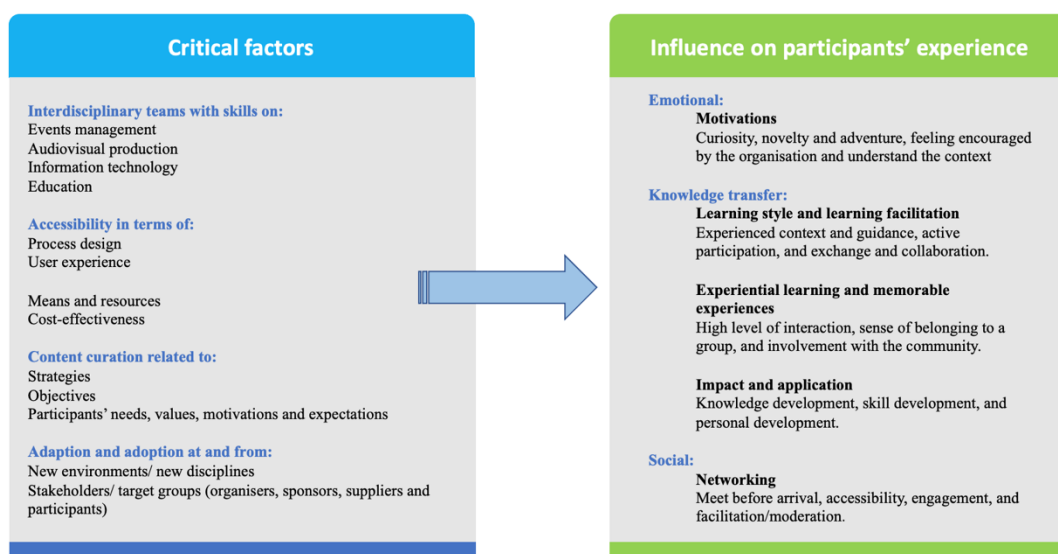 Critical factors
Interdisciplinary teams with skills on:
Events management
Audiovisual production
Information technology
Education
Accessibility in terms of:
Process design
User experience
Means and resources
Cost-effectiveness
Content curation related to:
Strategies
Objectives
Participants' needs, values, motivations and expectations
Adaption and adoption at and from:
New environments/ new disciplines
Stakeholders/ target groups (organisers, sponsors, suppliers and
participants)
Influence on participants' experience
Emotional:
Motivations
Curiosity, novelty and adventure, feeling encouraged
by the organisation and understand the context
Knowledge transfer:
Learning style and learning facilitation
Experienced context and guidance, active
participation, and exchange and collaboration.
Experiential learning and memorable
experiences
High level of interaction, sense of belonging to a
group, and involvement with the community.
Impact and application
Knowledge development, skill development, and
personal development.
Social:
Networking
Meet before arrival, accessibility, engagement, and
facilitation/moderation.